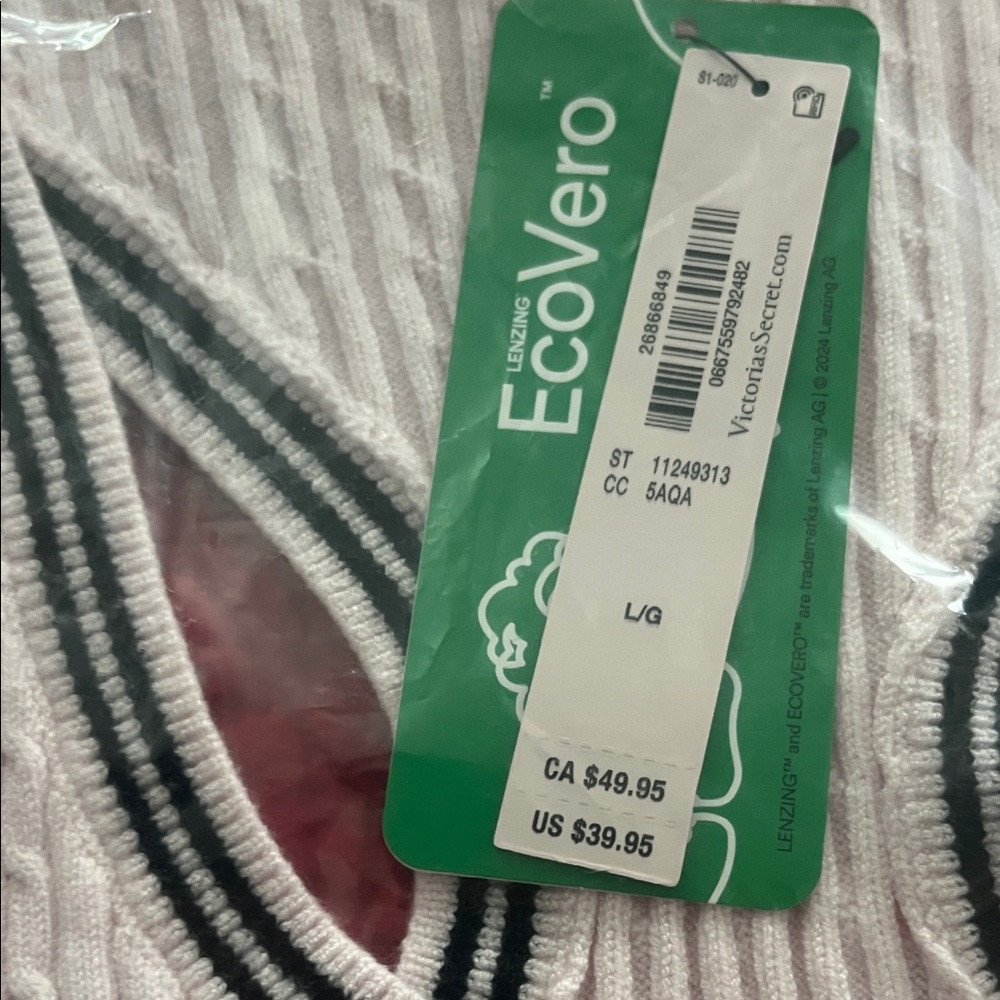 S1-020
26866849
0667559792482
VictoriasSecret.com
ST 11249313
CC 5AQA
L/G
CA $49.95
US $39.95
LENZING™
EcoVero™
LENZING™ and ECOVERO™ are trademarks of Lenzing AG | © 2024 Lenzing AG